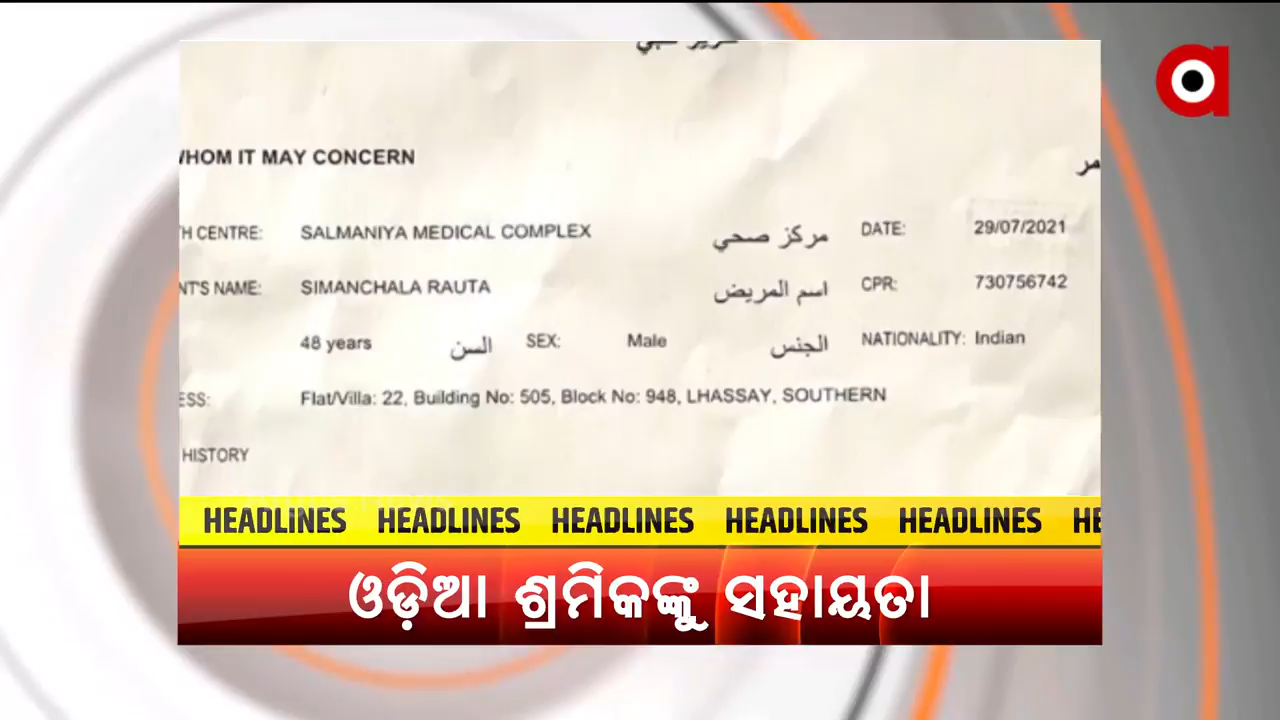 WHOM IT MAY CONCERN
H CENTRE: SALMANIYA MEDICAL COMPLEX مركز صحي DATE: 29/07/2021
NT'S NAME: SIMANCHALA RAUTA اسم المريض CPR: 730756742
48 years السن SEX: Male الجنس NATIONALITY: Indian
ESS: Flat/Villa: 22, Building No: 505, Block No: 948, LHASSAY, SOUTHERN
HISTORY
HEADLINES HEADLINES HEADLINES HEADLINES HEADLINES HE
ଓଡ଼ିଆ ଶ୍ରମିକଙ୍କୁ ସହାୟତା